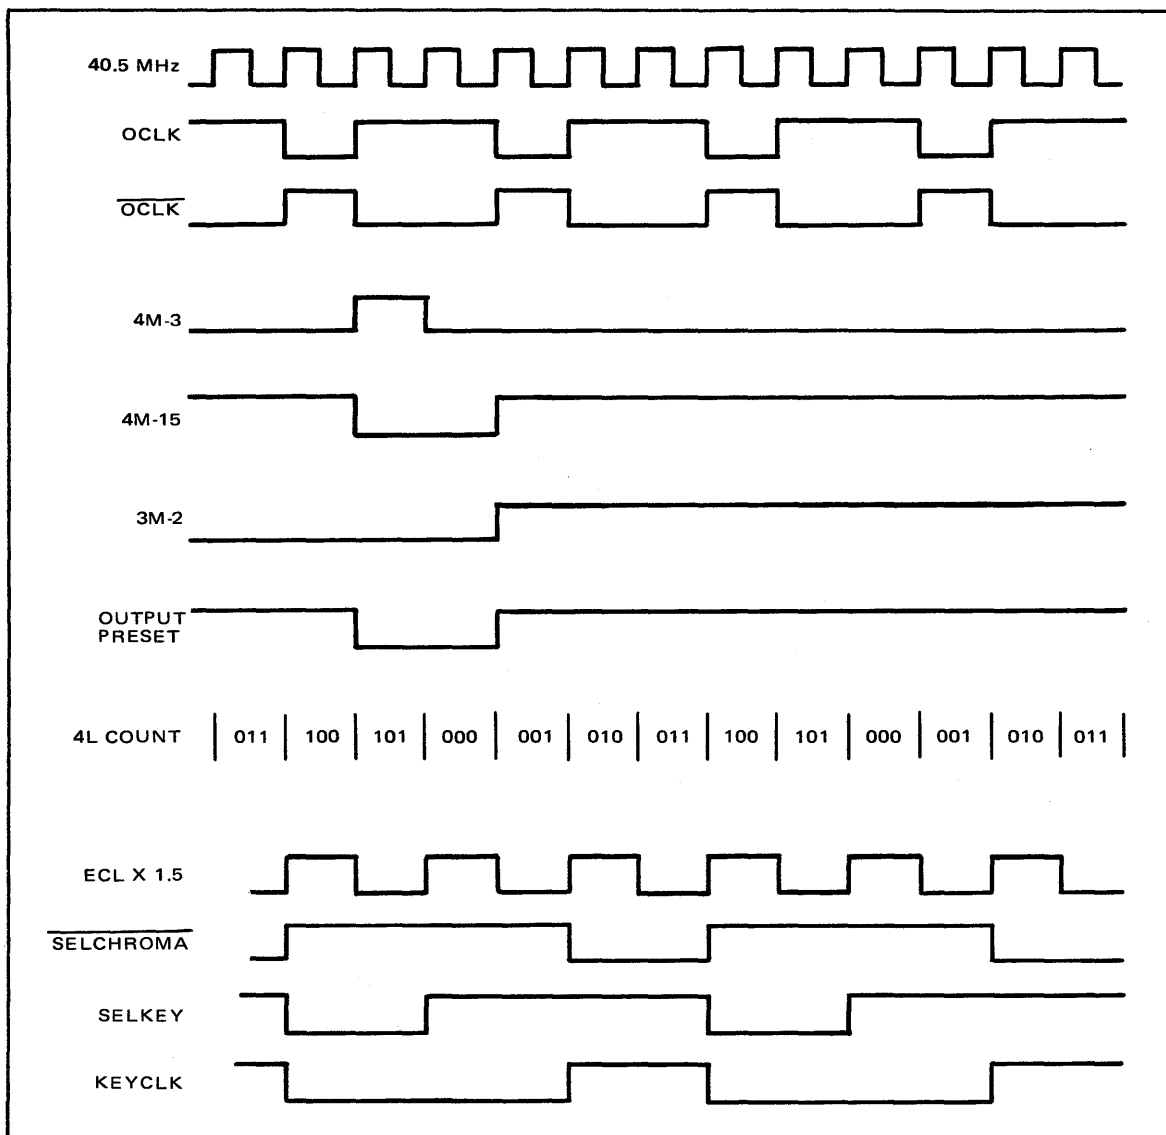 40.5 MHz
OCLK
OCLK
4M-3
4M-15
3M-2
OUTPUT
PRESET
4L COUNT 011 100 101 000 001 010 011 100 101 000 001 010 011
ECL X 1.5
SELCHROMA
SELKEY
KEYCLK